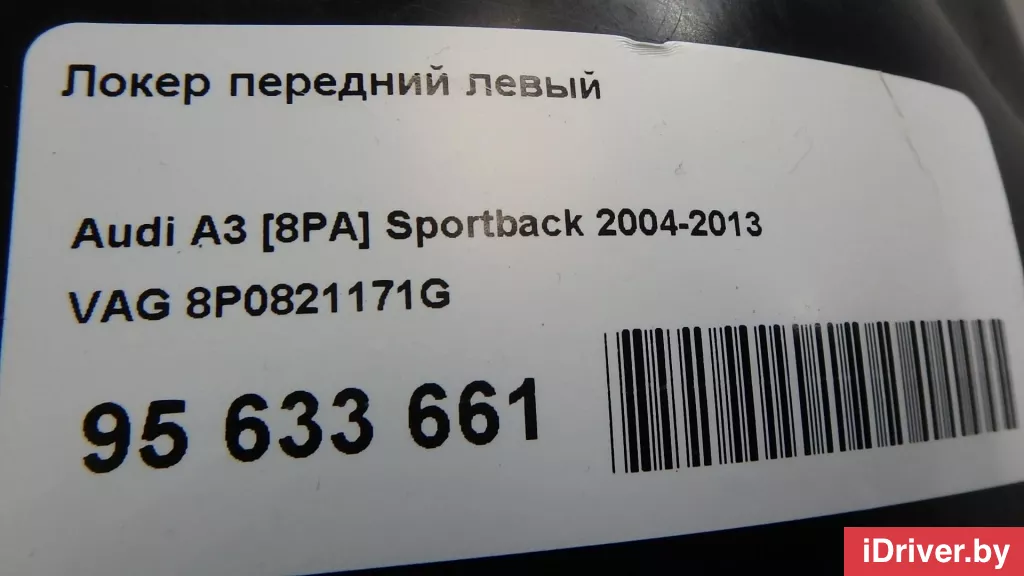 Локер передний левый
Audi A3 [8PA] Sportback 2004-2013
VAG 8P0821171G
95 633 661
iDriver.by